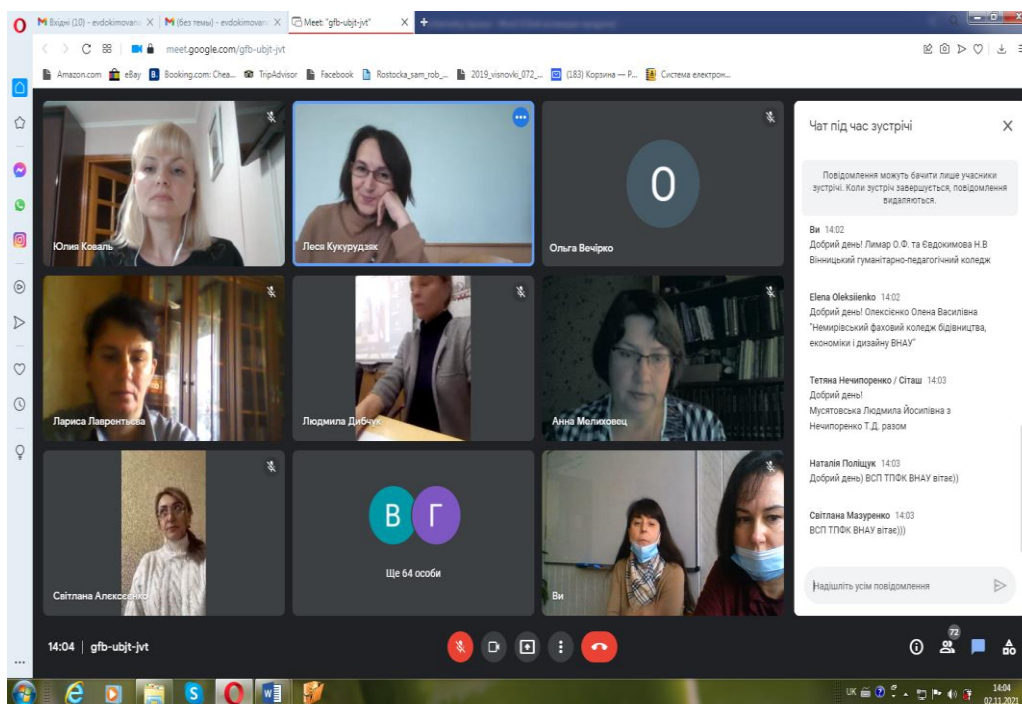 Вхідні (10) - evdokimovan
(без темы) - evdokimovan
Meet: "gfb-ubjt-jvt"
meet.google.com/gfb-ubjt-jvt
Amazon.com
eBay
Booking.com: Chea...
TripAdvisor
Facebook
Rostocka_sam_rob_...
2019_visnovki_072_...
(183) Корзина — Р...
Система електрон...
Юлия Коваль
Леся Кукурудзяк
О
Ольга Вечірко
Лариса Лаврентьєва
Людмила Дибчук
Анна Мелиховец
Світлана Алексєєнко
В Г
Ще 64 особи
Ви
Чат під час зустрічі
Повідомлення можуть бачити лише учасники
зустрічі. Коли зустріч завершується, повідомлення
видаляються.
Ви 14:02
Добрий день! Лимар О.Ф. та Євдокимова Н.В
Вінницький гуманітарно-педагогічний коледж
Elena Oleksiienko 14:02
Добрий день! Олексієнко Олена Василівна
"Немирівський фаховий коледж бідівництва,
економіки і дизайну ВНАУ"
Тетяна Нечипоренко / Сіташ 14:03
Добрий день!
Мусятовська Людмила Йосипівна з
Нечипоренко Т.Д. разом
Наталія Поліщук 14:03
Добрий день) ВСП ТПФК ВНАУ вітає))
Світлана Мазуренко 14:03
ВСП ТПФК ВНАУ вітає)))
Надішліть усім повідомлення
14:04 | gfb-ubjt-jvt
72
UK
14:04
02.11.2021